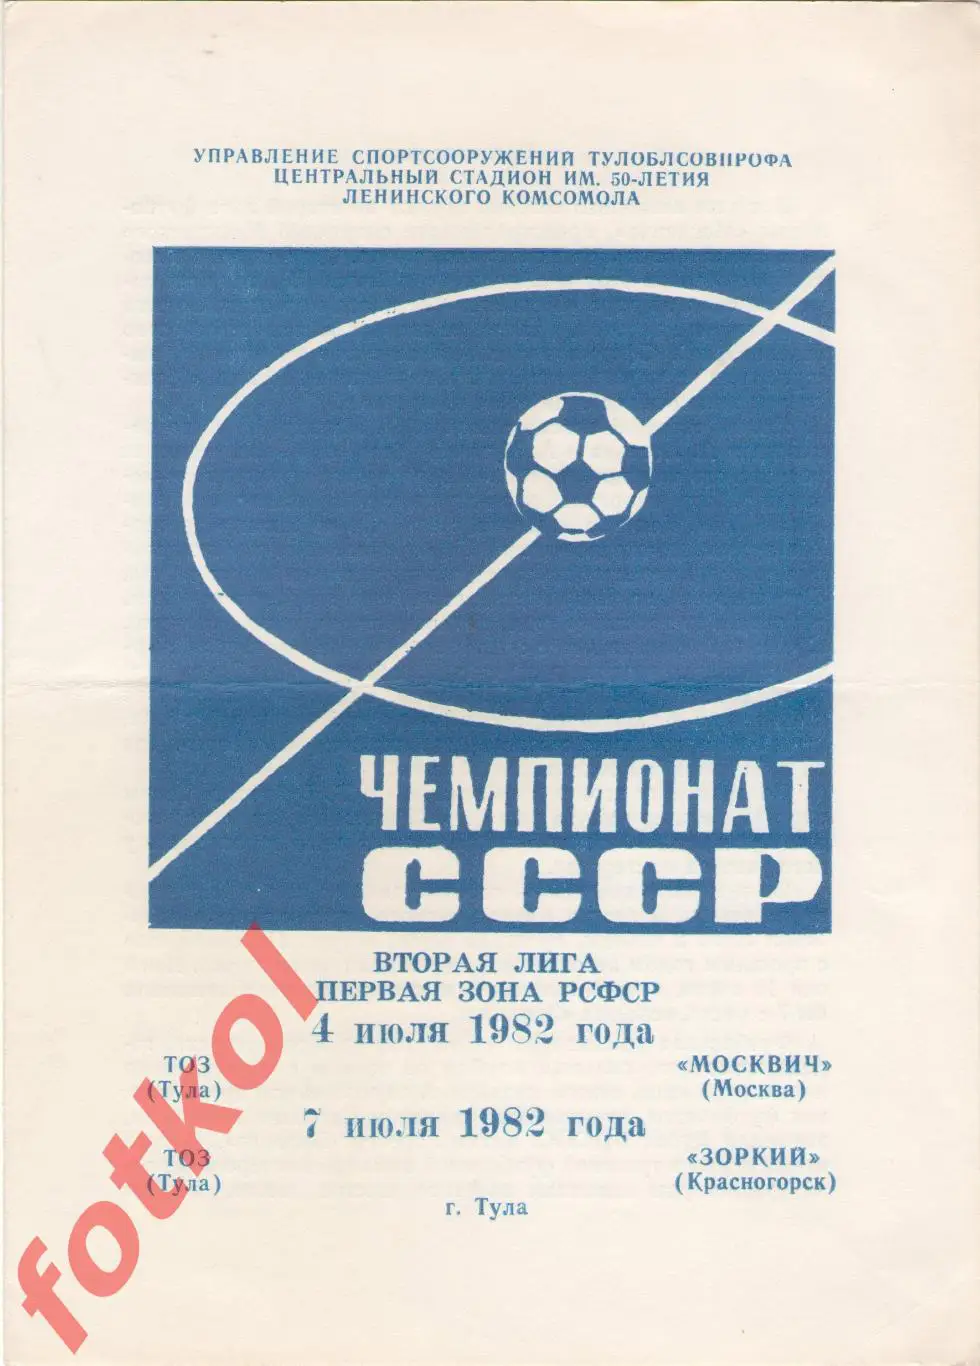 УПРАВЛЕНИЕ СПОРТСООРУЖЕНИЙ ТУЛОБЛСОВПРОФА
ЦЕНТРАЛЬНЫЙ СТАДИОН ИМ. 50-ЛЕТИЯ
ЛЕНИНСКОГО КОМСОМОЛА
ЧЕМПИОНАТ
СССР
ВТОРАЯ ЛИГА
ПЕРВАЯ ЗОНА РСФСР
4 июля 1982 года
ТОЗ «МОСКВИЧ»
(Тула) (Москва)
7 июля 1982 года
ТОЗ «ЗОРКИЙ»
(Тула) (Красногорск)
г. Тула
fotkol